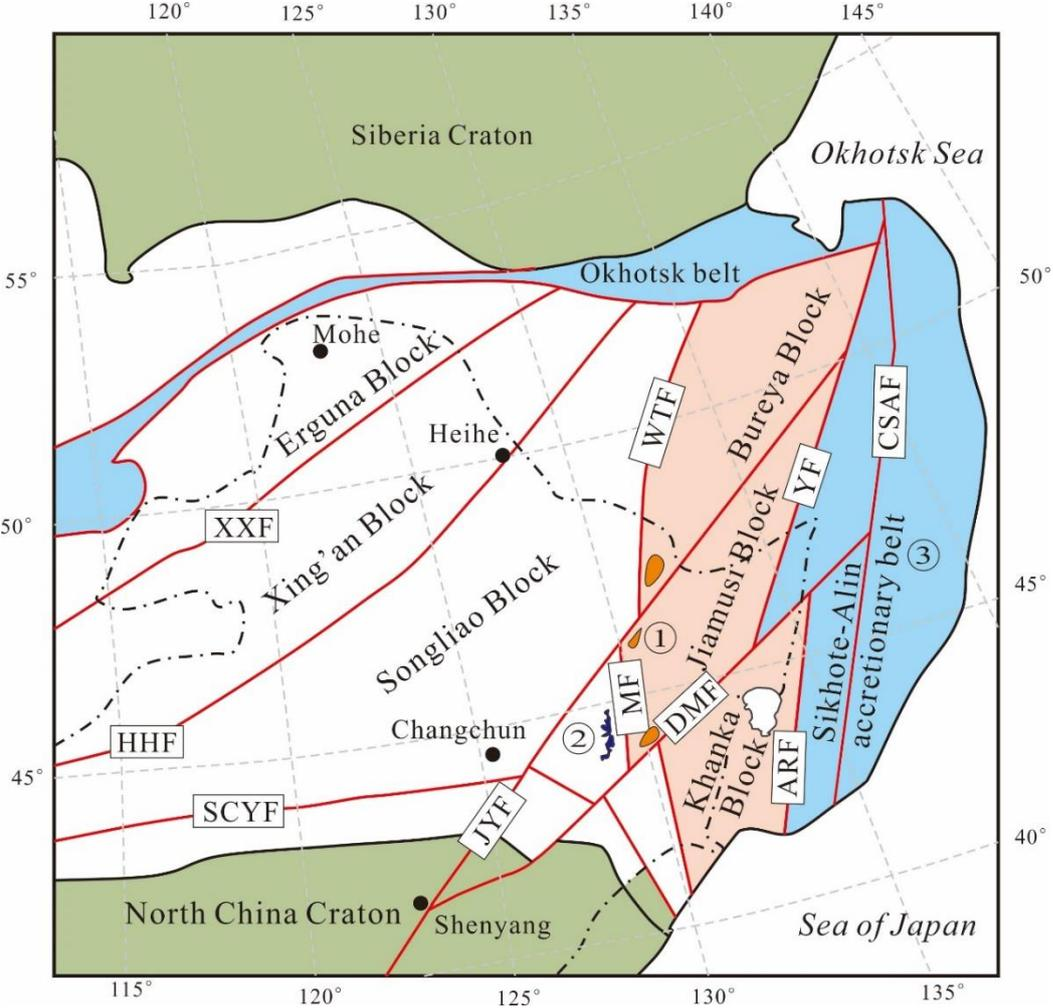 120° 125° 130° 135° 140° 145°
Siberia Craton
Okhotsk Sea
Okhotsk belt
55°
50°
Mohe
Erguna Block
Bureya Block
WTF
CSAF
Heihe
YF
XXF
50°
Xing'an Block
Jiamusi Block
③
45°
Songliao Block
①
Sikhote-Alin
accretionary belt
MF
DMF
②
Changchun
HHF
Khanka
Block
ARF
45°
SCYF
JYF
40°
North China Craton
Shenyang
Sea of Japan
115° 120° 125° 130° 135°